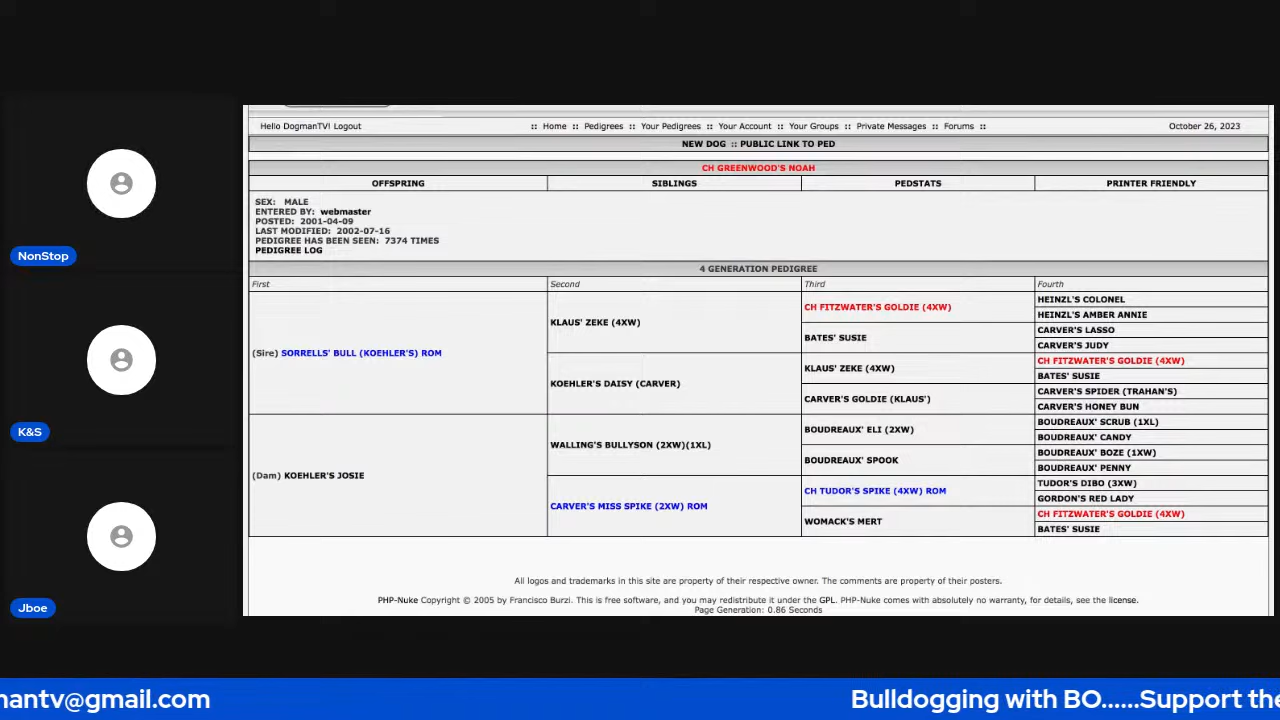 Hello DogmanTV! Logout
:: Home :: Pedigrees :: Your Pedigrees :: Your Account :: Your Groups :: Private Messages :: Forums ::
October 26, 2023
NEW DOG :: PUBLIC LINK TO PED
CH GREENWOOD'S NOAH
OFFSPRING SIBLINGS PEDSTATS PRINTER FRIENDLY
SEX: MALE
ENTERED BY: webmaster
POSTED: 2001-04-09
LAST MODIFIED: 2002-07-16
PEDIGREE HAS BEEN SEEN: 7374 TIMES
PEDIGREE LOG
4 GENERATION PEDIGREE
First Second Third Fourth
(Sire) SORRELLS' BULL (KOEHLER'S) ROM
KLAUS' ZEKE (4XW)
CH FITZWATER'S GOLDIE (4XW)
HEINZL'S COLONEL
HEINZL'S AMBER ANNIE
BATES' SUSIE
CARVER'S LASSO
CARVER'S JUDY
KOEHLER'S DAISY (CARVER)
KLAUS' ZEKE (4XW)
CH FITZWATER'S GOLDIE (4XW)
BATES' SUSIE
CARVER'S GOLDIE (KLAUS')
CARVER'S SPIDER (TRAHAN'S)
CARVER'S HONEY BUN
(Dam) KOEHLER'S JOSIE
WALLING'S BULLYSON (2XW)(1XL)
BOUDREAUX' ELI (2XW)
BOUDREAUX' SCRUB (1XL)
BOUDREAUX' CANDY
BOUDREAUX' SPOOK
BOUDREAUX' BOZE (1XW)
BOUDREAUX' PENNY
CARVER'S MISS SPIKE (2XW) ROM
CH TUDOR'S SPIKE (4XW) ROM
TUDOR'S DIBO (3XW)
GORDON'S RED LADY
WOMACK'S MERT
CH FITZWATER'S GOLDIE (4XW)
BATES' SUSIE
All logos and trademarks in this site are property of their respective owner. The comments are property of their posters.
PHP-Nuke Copyright © 2005 by Francisco Burzi. This is free software, and you may redistribute it under the GPL. PHP-Nuke comes with absolutely no warranty, for details, see the license.
Page Generation: 0.86 Seconds
NonStop
K&S
Jboe
mantv@gmail.com
Bulldogging with BO......Support the